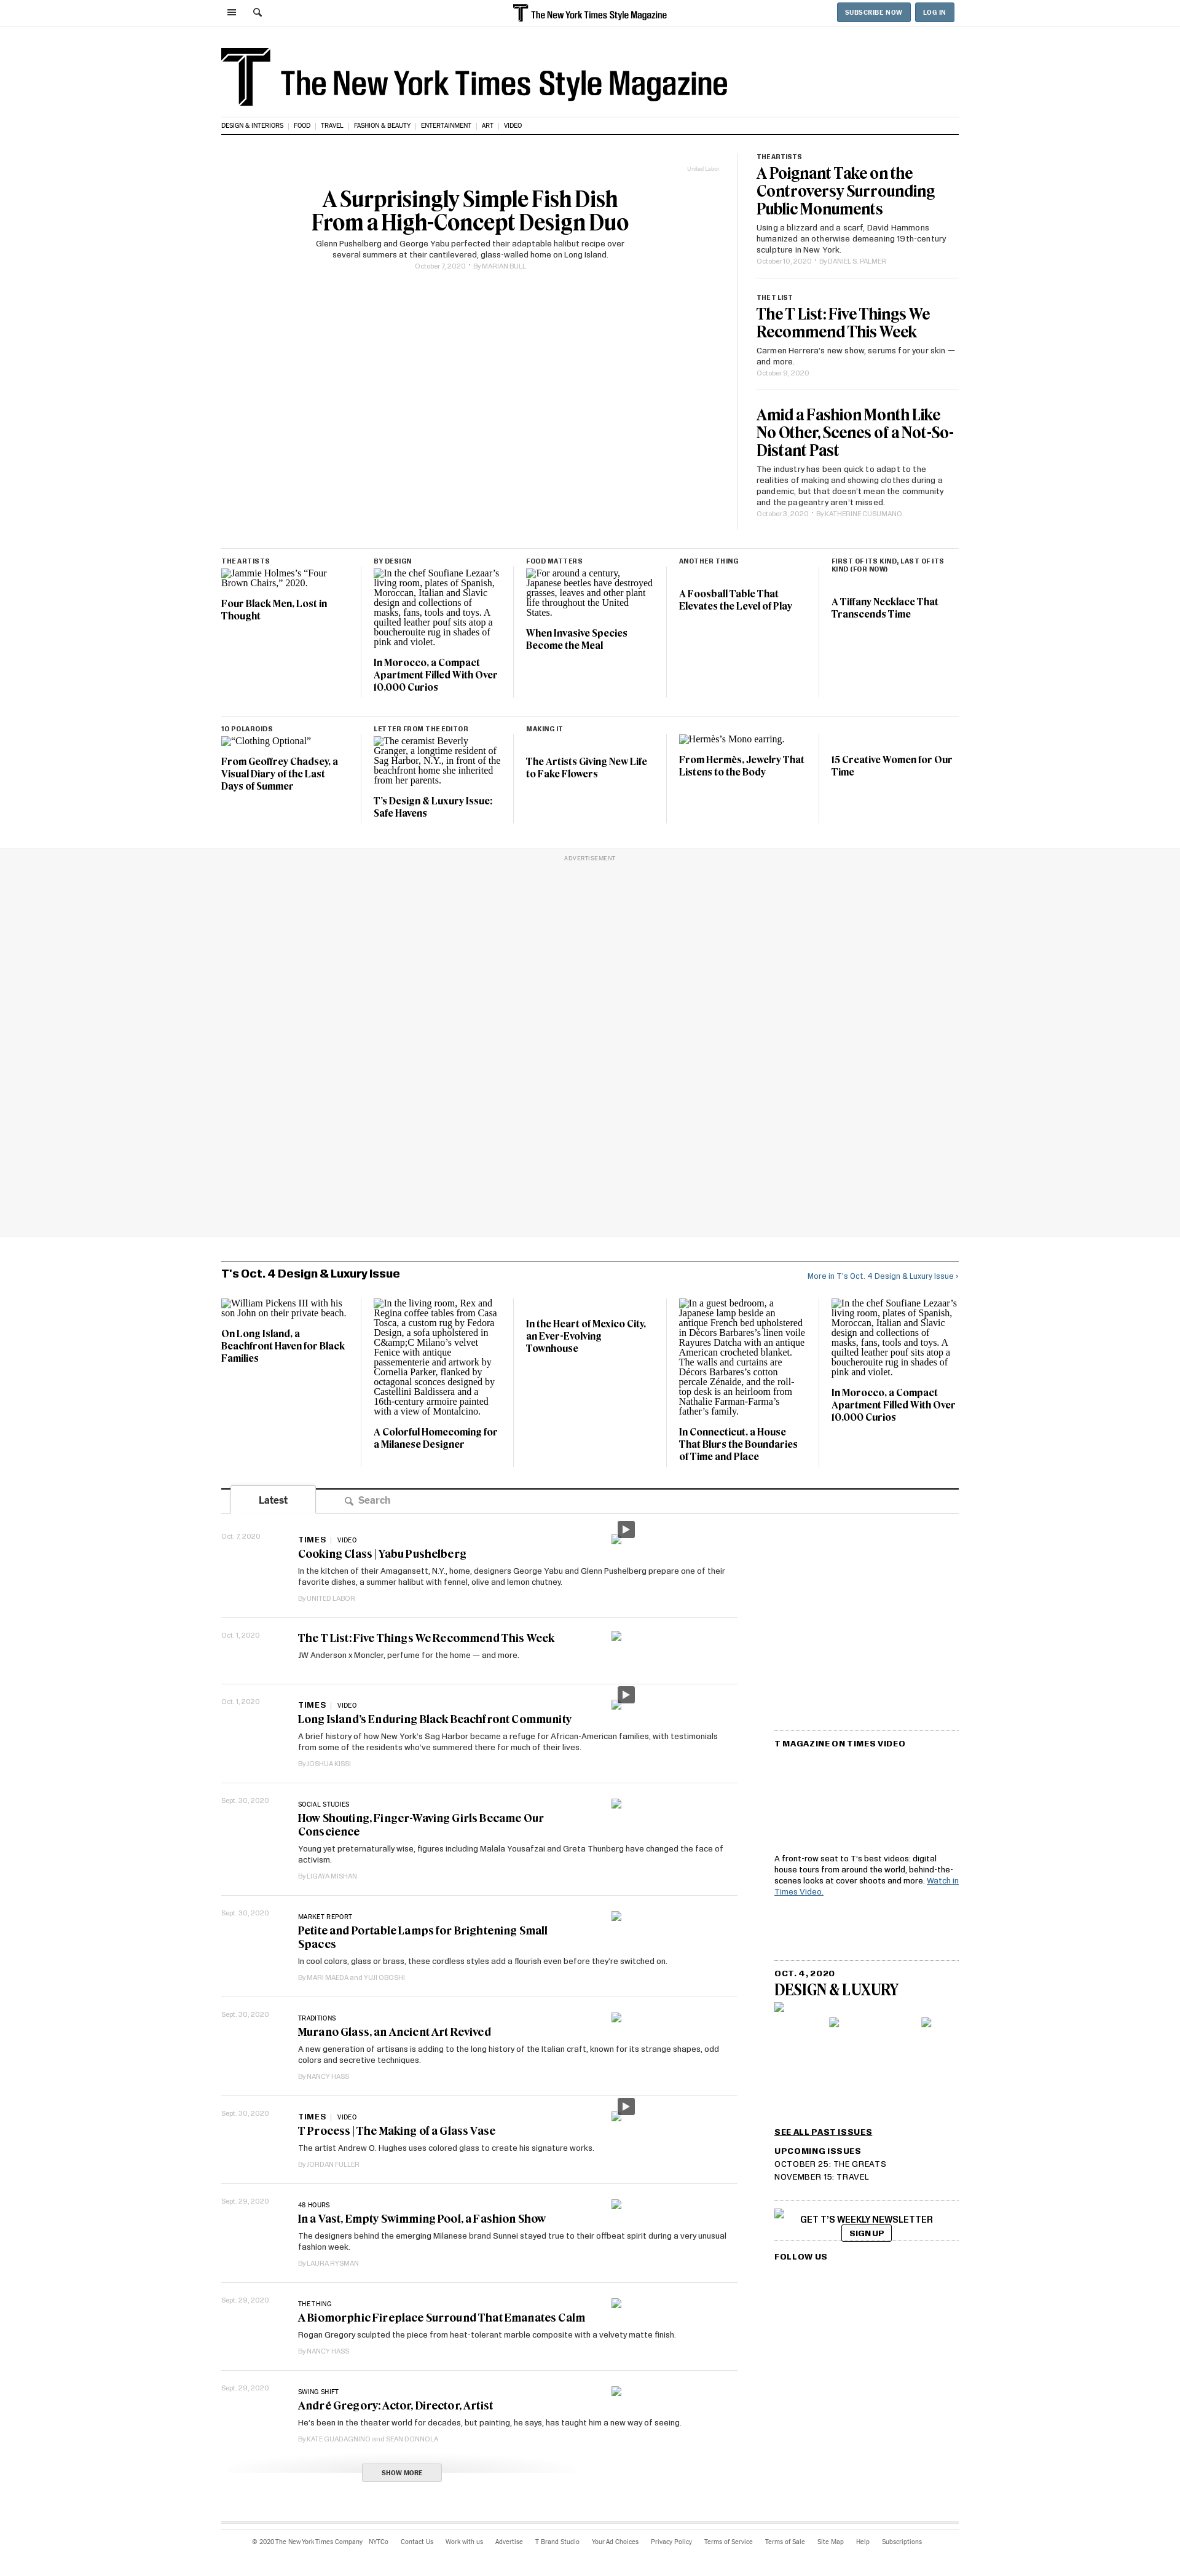 The New York Times Style Magazine
SUBSCRIBE NOW
LOG IN
T The New York Times Style Magazine
DESIGN & INTERIORS | FOOD | TRAVEL | FASHION & BEAUTY | ENTERTAINMENT | ART | VIDEO
United Labor
A Surprisingly Simple Fish Dish
From a High-Concept Design Duo
Glenn Pushelberg and George Yabu perfected their adaptable halibut recipe over
several summers at their cantilevered, glass-walled home on Long Island.
October 7, 2020 · By MARIAN BULL
THE ARTISTS
A Poignant Take on the
Controversy Surrounding
Public Monuments
Using a blizzard and a scarf, David Hammons
humanized an otherwise demeaning 19th-century
sculpture in New York.
October 10, 2020 · By DANIEL S. PALMER
THE T LIST
The T List: Five Things We
Recommend This Week
Carmen Herrera's new show, serums for your skin —
and more.
October 9, 2020
Amid a Fashion Month Like
No Other, Scenes of a Not-So-
Distant Past
The industry has been quick to adapt to the
realities of making and showing clothes during a
pandemic, but that doesn't mean the community
and the pageantry aren't missed.
October 3, 2020 · By KATHERINE CUSUMANO
THE ARTISTS
Jammie Holmes's “Four
Brown Chairs,” 2020.
Four Black Men, Lost in
Thought
BY DESIGN
In the chef Soufiane Lezaar’s
living room, plates of Spanish,
Moroccan, Italian and Slavic
design and collections of
masks, fans, tools and toys. A
quilted leather pouf sits atop a
boucherouite rug in shades of
pink and violet.
In Morocco, a Compact
Apartment Filled With Over
10,000 Curios
FOOD MATTERS
For around a century,
Japanese beetles have destroyed
grasses, leaves and other plant
life throughout the United
States.
When Invasive Species
Become the Meal
ANOTHER THING
A Foosball Table That
Elevates the Level of Play
FIRST OF ITS KIND, LAST OF ITS
KIND (FOR NOW)
A Tiffany Necklace That
Transcends Time
10 POLAROIDS
“Clothing Optional”
From Geoffrey Chadsey, a
Visual Diary of the Last
Days of Summer
LETTER FROM THE EDITOR
The ceramist Beverly
Granger, a longtime resident of
Sag Harbor, N.Y., in front of the
beachfront home she inherited
from her parents.
T’s Design & Luxury Issue:
Safe Havens
MAKING IT
The Artists Giving New Life
to Fake Flowers
Hermès’s Mono earring.
From Hermès, Jewelry That
Listens to the Body
15 Creative Women for Our
Time
ADVERTISEMENT
T's Oct. 4 Design & Luxury Issue
More in T's Oct. 4 Design & Luxury Issue ›
William Pickens III with his
son John on their private beach.
On Long Island, a
Beachfront Haven for Black
Families
In the living room, Rex and
Regina coffee tables from Casa
Tosca, a custom rug by Fedora
Design, a sofa upholstered in
C&amp;C Milano’s velvet
Fenice with antique
passementerie and artwork by
Cornelia Parker, flanked by
octagonal sconces designed by
Castellini Baldissera and a
16th-century armoire painted
with a view of Montalcino.
A Colorful Homecoming for
a Milanese Designer
In the Heart of Mexico City,
an Ever-Evolving
Townhouse
In a guest bedroom, a
Japanese lamp beside an
antique French bed upholstered
in Décors Barbares’s linen voile
Rayures Datcha with an antique
American crocheted blanket.
The walls and curtains are
Décors Barbares’s cotton
percale Zénaide, and the roll-
top desk is an heirloom from
Nathalie Farman-Farma’s
father’s family.
In Connecticut, a House
That Blurs the Boundaries
of Time and Place
In the chef Soufiane Lezaar’s
living room, plates of Spanish,
Moroccan, Italian and Slavic
design and collections of
masks, fans, tools and toys. A
quilted leather pouf sits atop a
boucherouite rug in shades of
pink and violet.
In Morocco, a Compact
Apartment Filled With Over
10,000 Curios
Latest
Search
Oct. 7, 2020
TIMES | VIDEO
Cooking Class | Yabu Pushelberg
In the kitchen of their Amagansett, N.Y., home, designers George Yabu and Glenn Pushelberg prepare one of their
favorite dishes, a summer halibut with fennel, olive and lemon chutney.
By UNITED LABOR
Oct. 1, 2020
The T List: Five Things We Recommend This Week
JW Anderson x Moncler, perfume for the home — and more.
Oct. 1, 2020
TIMES | VIDEO
Long Island’s Enduring Black Beachfront Community
A brief history of how New York’s Sag Harbor became a refuge for African-American families, with testimonials
from some of the residents who’ve summered there for much of their lives.
By JOSHUA KISSI
Sept. 30, 2020
SOCIAL STUDIES
How Shouting, Finger-Waving Girls Became Our
Conscience
Young yet preternaturally wise, figures including Malala Yousafzai and Greta Thunberg have changed the face of
activism.
By LIGAYA MISHAN
Sept. 30, 2020
MARKET REPORT
Petite and Portable Lamps for Brightening Small
Spaces
In cool colors, glass or brass, these cordless styles add a flourish even before they’re switched on.
By MARI MAEDA and YUJI OBOSHI
Sept. 30, 2020
TRADITIONS
Murano Glass, an Ancient Art Revived
A new generation of artisans is adding to the long history of the Italian craft, known for its strange shapes, odd
colors and secretive techniques.
By NANCY HASS
Sept. 30, 2020
TIMES | VIDEO
T Process | The Making of a Glass Vase
The artist Andrew O. Hughes uses colored glass to create his signature works.
By JORDAN FULLER
Sept. 29, 2020
48 HOURS
In a Vast, Empty Swimming Pool, a Fashion Show
The designers behind the emerging Milanese brand Sunnei stayed true to their offbeat spirit during a very unusual
fashion week.
By LAURA RYSMAN
Sept. 29, 2020
THE THING
A Biomorphic Fireplace Surround That Emanates Calm
Rogan Gregory sculpted the piece from heat-tolerant marble composite with a velvety matte finish.
By NANCY HASS
Sept. 29, 2020
SWING SHIFT
André Gregory: Actor, Director, Artist
He’s been in the theater world for decades, but painting, he says, has taught him a new way of seeing.
By KATE GUADAGNINO and SEAN DONNOLA
SHOW MORE
T MAGAZINE ON TIMES VIDEO
A front-row seat to T’s best videos: digital
house tours from around the world, behind-the-
scenes looks at cover shoots and more. Watch in
Times Video.
OCT. 4, 2020
DESIGN & LUXURY
SEE ALL PAST ISSUES
UPCOMING ISSUES
OCTOBER 25: THE GREATS
NOVEMBER 15: TRAVEL
GET T'S WEEKLY NEWSLETTER
SIGN UP
FOLLOW US
© 2020 The New York Times Company NYTCo Contact Us Work with us Advertise T Brand Studio Your Ad Choices Privacy Policy Terms of Service Terms of Sale Site Map Help Subscriptions